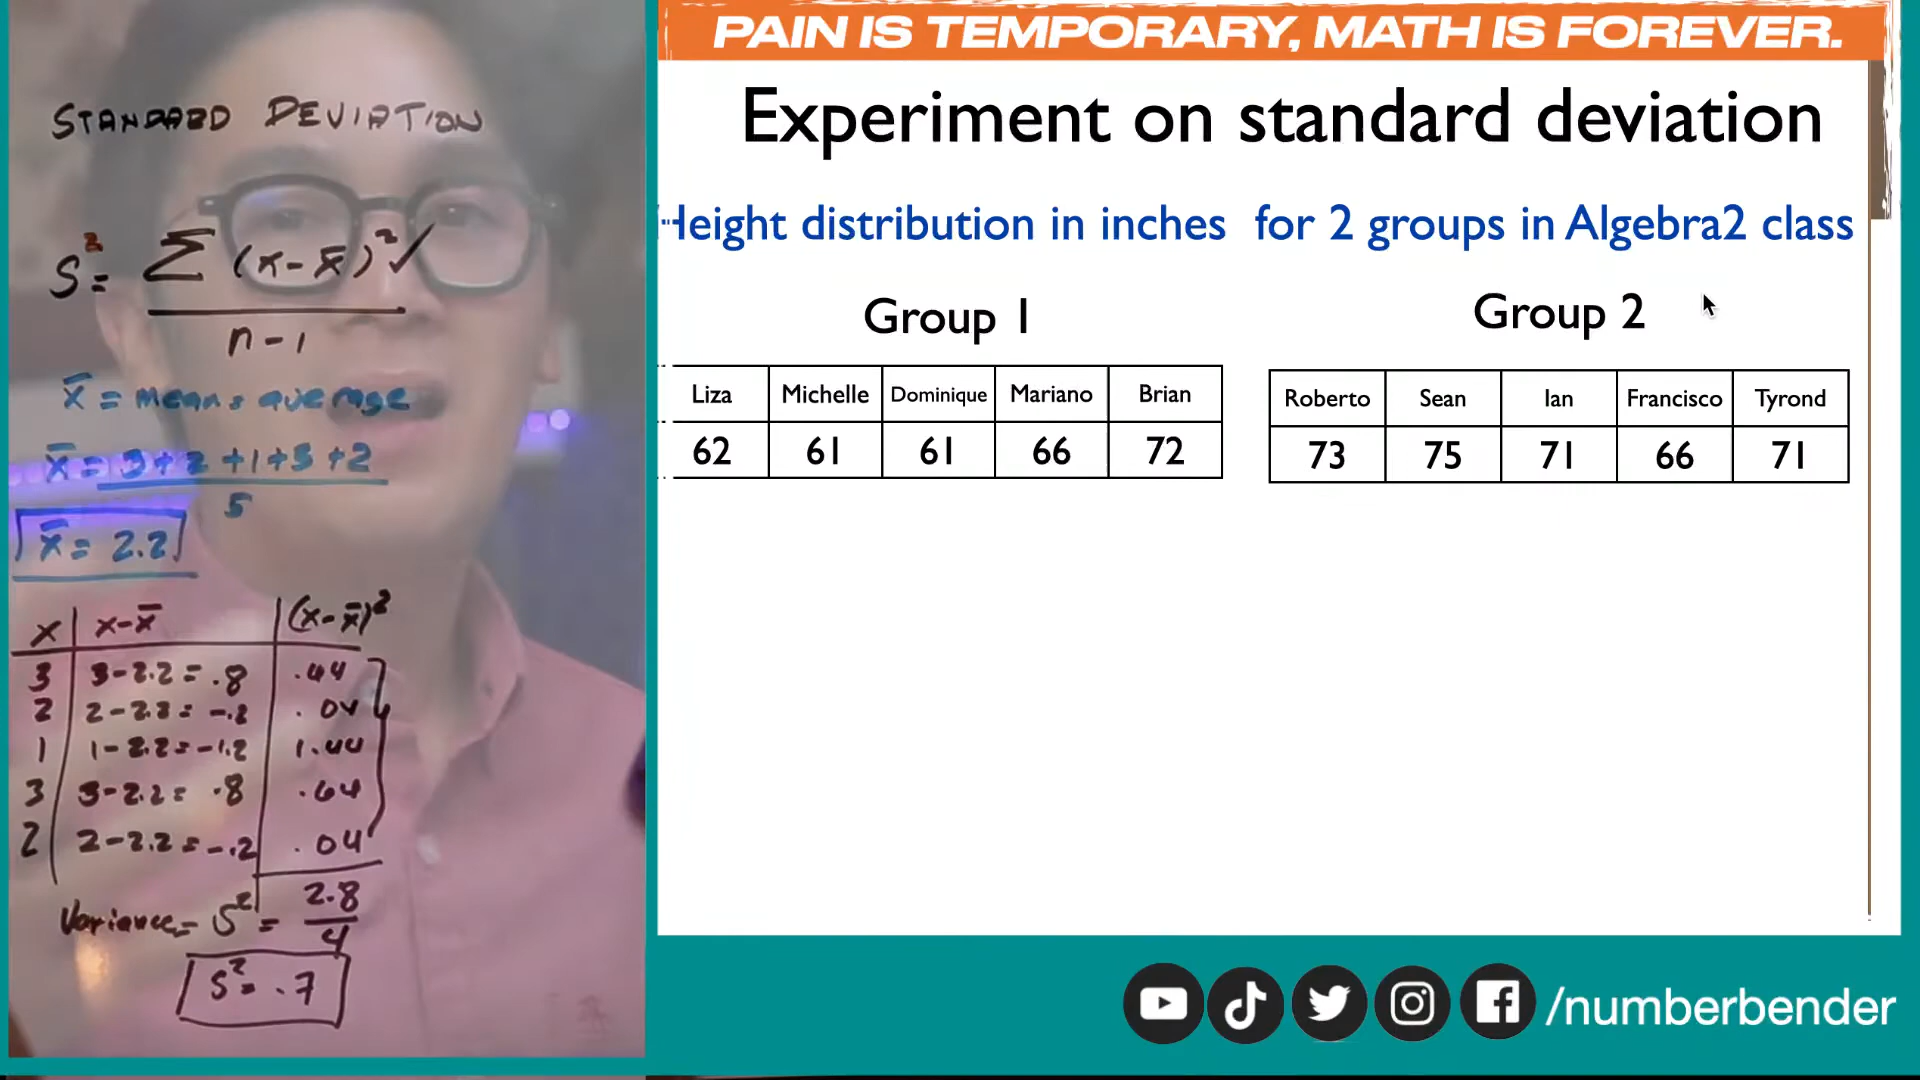 STANDARD DEVIATION
S² = Σ(x-x̄)² ✓
n-1
x̄ = mean = average
x̄ = 3+2+1+3+2
5
x̄ = 2.2
x | x-x̄ | (x-x̄)²
3 | 3-2.2 = .8 | .44
2 | 2-2.2 = -.2 | .04
1 | 1-2.2 = -1.2 | 1.44
3 | 3-2.2 = .8 | .64
2 | 2-2.2 = -.2 | .04
Variance = S² = 2.8
4
S² = .7
PAIN IS TEMPORARY, MATH IS FOREVER.
Experiment on standard deviation
Height distribution in inches for 2 groups in Algebra2 class
Group 1
Liza Michelle Dominique Mariano Brian
62 61 61 66 72
Group 2
Roberto Sean Ian Francisco Tyrond
73 75 71 66 71
/numberbender